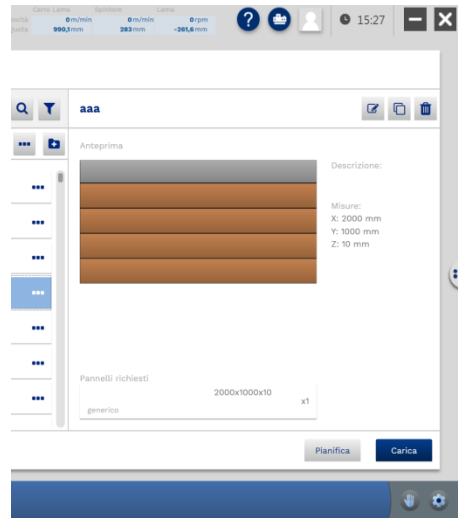 Carro Lama Spintore Lama
0 m/min 0 m/min 0 rpm
990,1 mm 283 mm -261,6 mm
15:27
aaa
Anteprima
Descrizione:
Misure:
X: 2000 mm
Y: 1000 mm
Z: 10 mm
Pannelli richiesti
2000x1000x10
x1
generico
Pianifica Carica